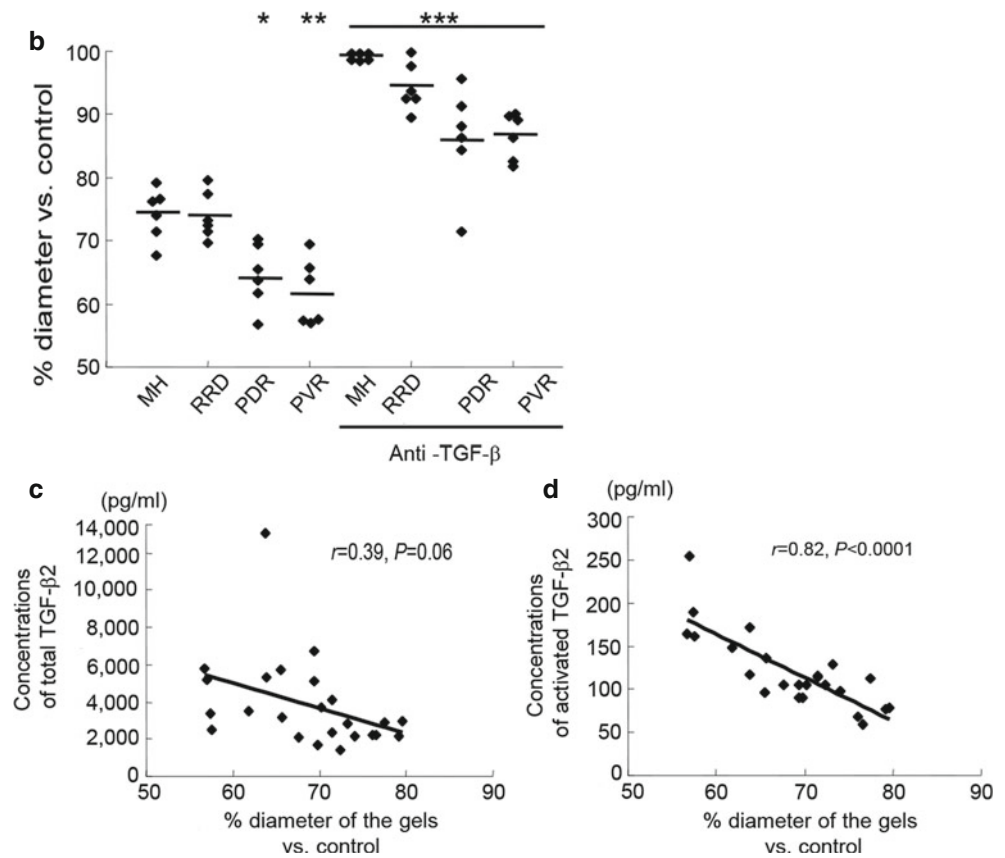 b
* ** ***
% diameter vs. control
100
90
80
70
60
50
MH RRD PDR PVR MH RRD PDR PVR
Anti -TGF-β
c
(pg/ml)
Concentrations
of total TGF-β2
14,000
12,000
10,000
8,000
6,000
4,000
2,000
0
r=0.39, P=0.06
50 60 70 80 90
% diameter of the gels
vs. control
d
(pg/ml)
Concentrations
of activated TGF-β2
300
250
200
150
100
50
0
r=0.82, P<0.0001
50 60 70 80 90
% diameter of the gels
vs. control